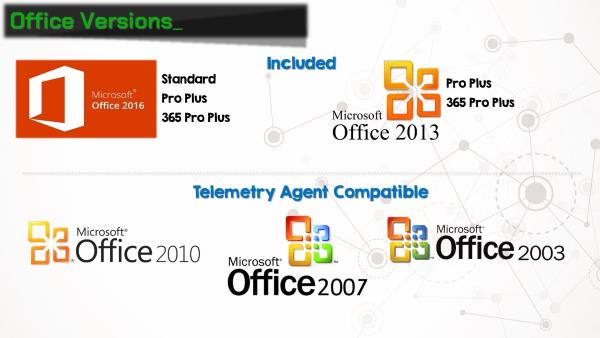 Office Versions_
Included
Microsoft®
Office 2016
Standard
Pro Plus
365 Pro Plus
Microsoft
Office 2013
Pro Plus
365 Pro Plus
Telemetry Agent Compatible
Microsoft®
Office 2010
Microsoft®
Office 2007
Microsoft®
Office 2003